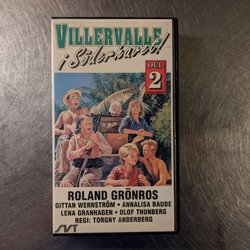 VILLERVALLE
i Söderhavet!
DEL
2
ROLAND GRÖNROS
GITTAN WERNSTRÖM • ANNALISA BAUDE
LENA GRANHAGEN • OLOF THUNBERG
REGI: TORGNY ANDERBERG
SVT